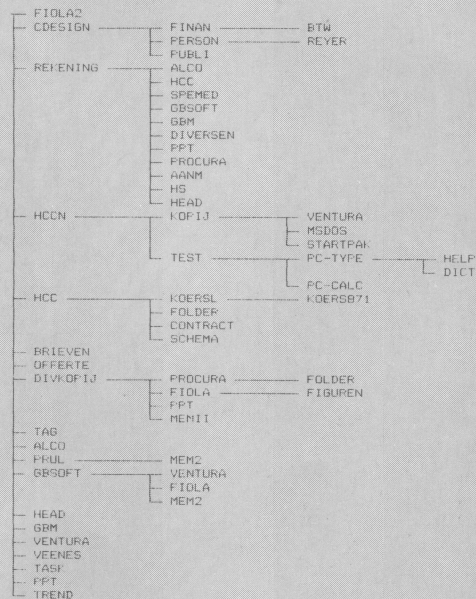 FIOLA2
CDESIGN FINAN BTW
PERSON REYER
PUBLI
REKENING ALCO
HCC
SPEMED
GBSOFT
GBM
DIVERSEN
PPT
PROCURA
AANM
HS
HEAD
HCCN KOPIJ VENTURA
MSDOS
STARTPAK
TEST PC-TYPE HELP
DICT
PC-CALC
HCC KOERSL KOERS871
FOLDER
CONTRACT
SCHEMA
BRIEVEN
OFFERTE
DIVKOPIJ PROCURA FOLDER
FIOLA FIGUREN
PPT
MEMII
TAG
ALCO
PRUL MEM2
GBSOFT VENTURA
FIOLA
MEM2
HEAD
GBM
VENTURA
VEENES
TASK
PPT
TREND